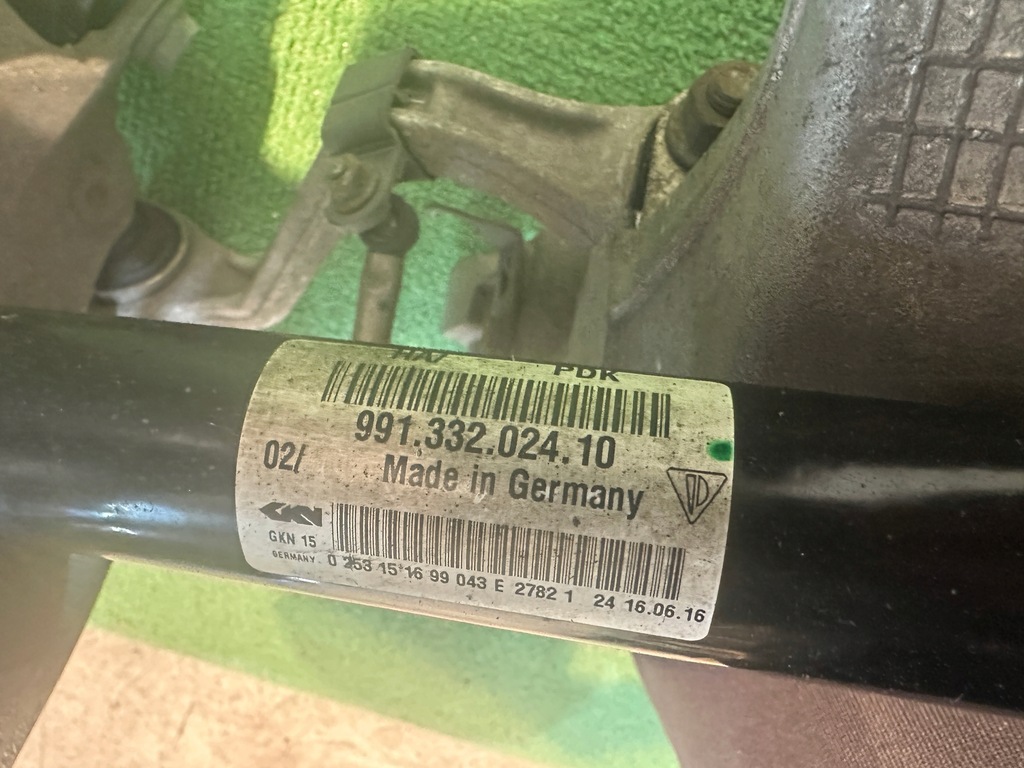 PDK
991.332.024.10
02/ Made in Germany
GKN
GKN 15
GERMANY 0 253 15 16 99 043 E 2782 1 24 16.06.16